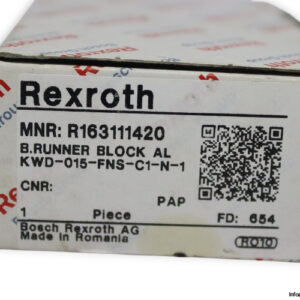 Rexroth
MNR: R163111420
B.RUNNER BLOCK AL
KWD-015-FNS-C1-N-1
CNR:
PAP
1 Piece FD: 654
Bosch Rexroth AG
Made in Romania
RO10